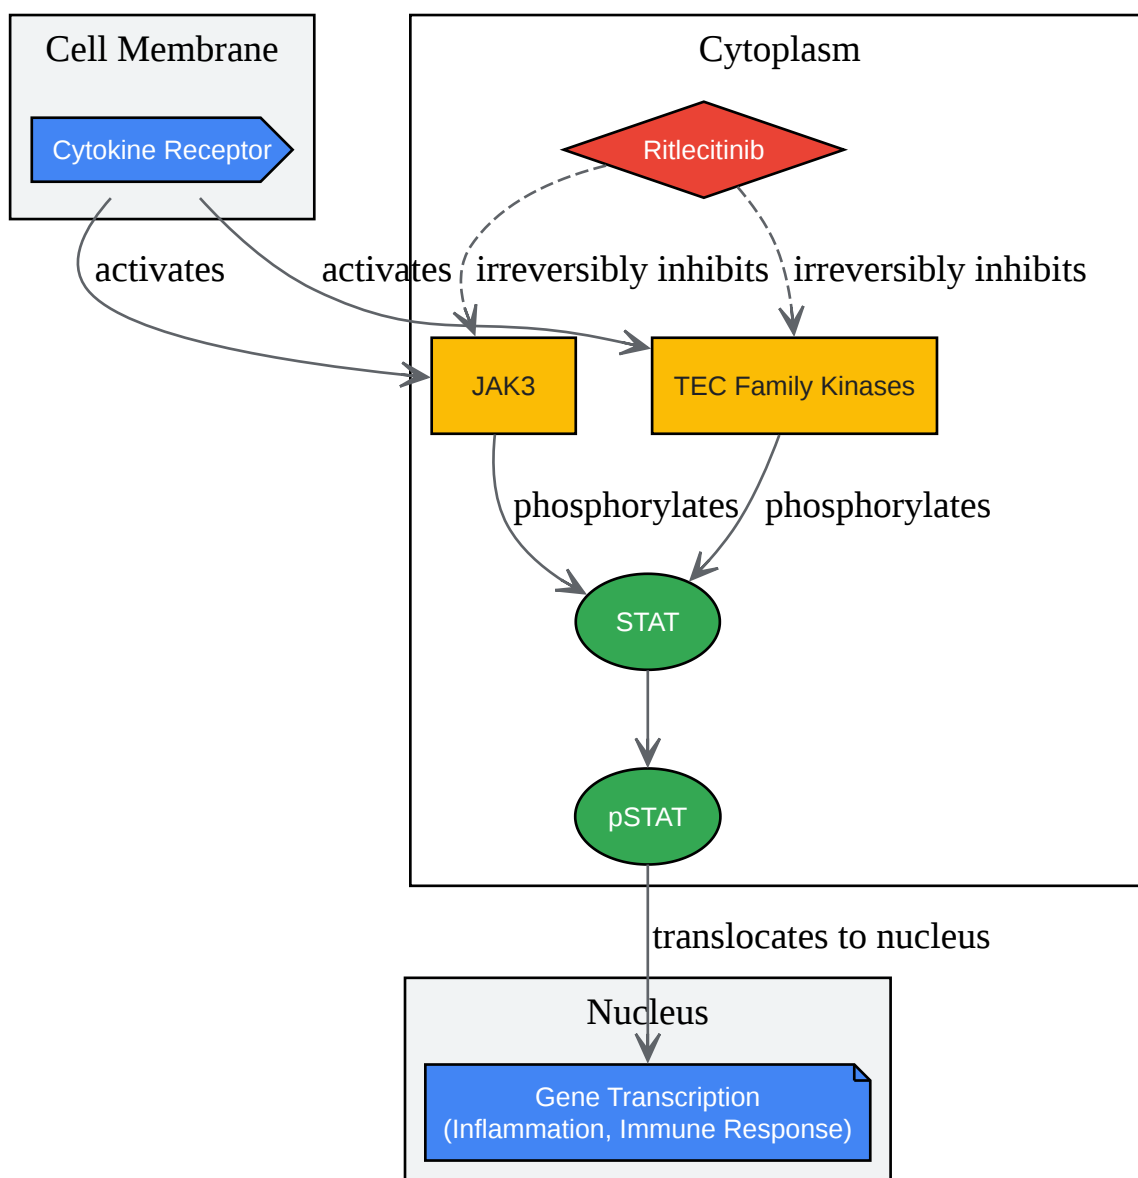 Cell Membrane
Cytoplasm
Cytokine Receptor
Ritlecitinib
activates
activates
irreversibly inhibits
irreversibly inhibits
JAK3
TEC Family Kinases
phosphorylates
phosphorylates
STAT
pSTAT
translocates to nucleus
Nucleus
Gene Transcription
(Inflammation, Immune Response)